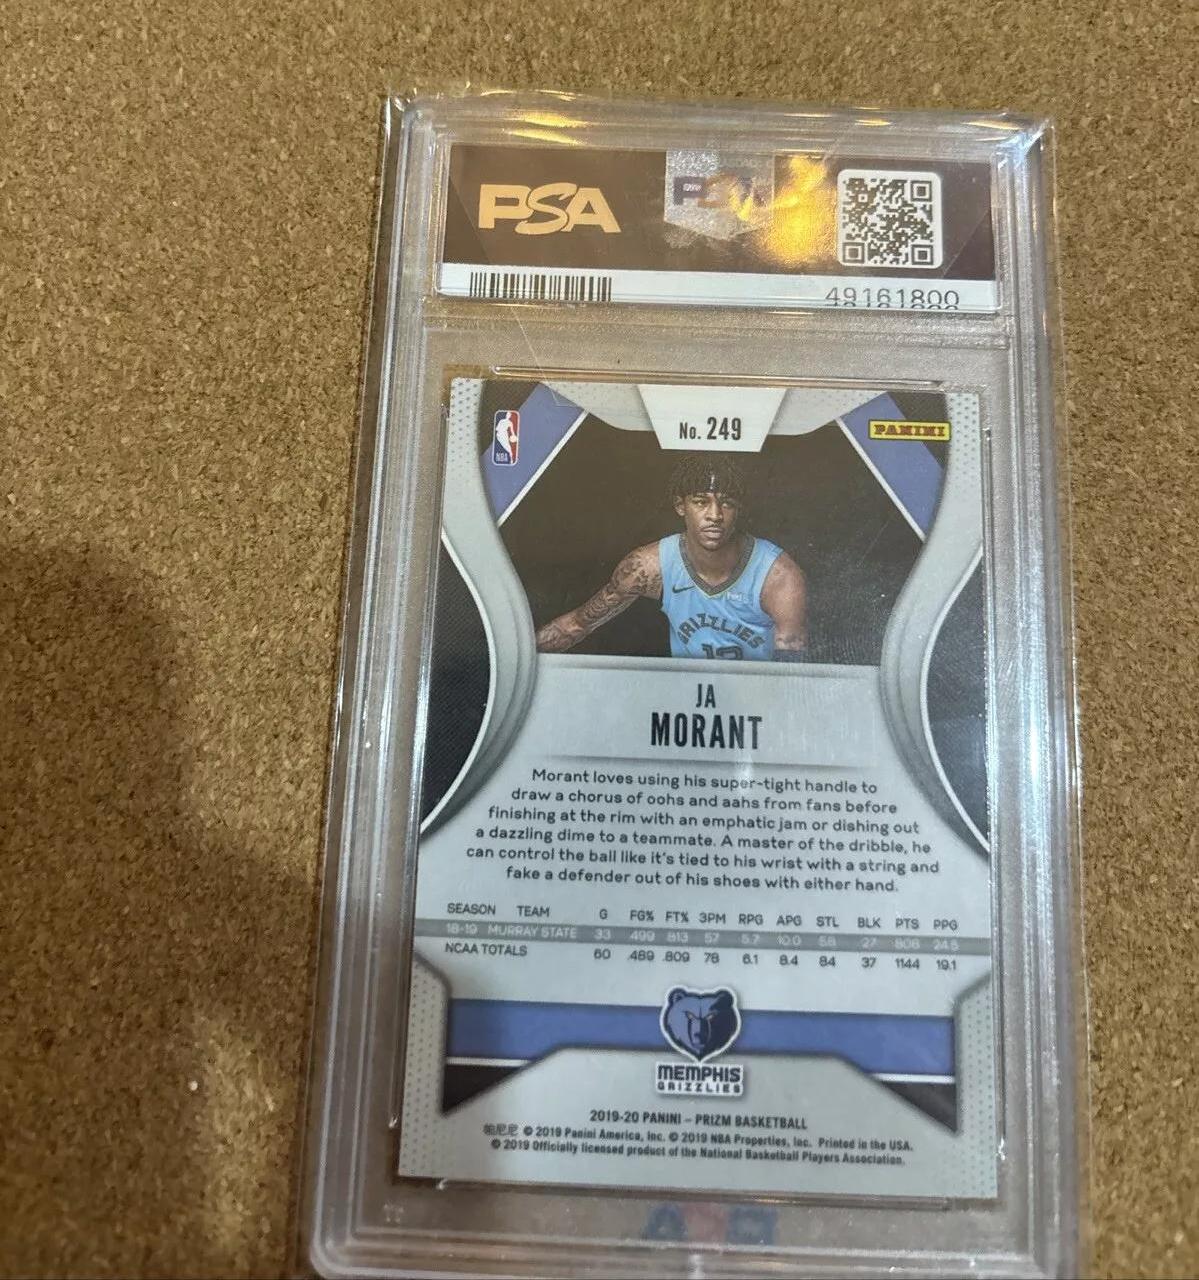 PSA
PSA
49161800
No. 249
PANINI
NBA
GRIZZLIES
12
JA
MORANT
Morant loves using his super-tight handle to
draw a chorus of oohs and aahs from fans before
finishing at the rim with an emphatic jam or dishing out
a dazzling dime to a teammate. A master of the dribble, he
can control the ball like it's tied to his wrist with a string and
fake a defender out of his shoes with either hand.
SEASON TEAM G FG% FT% 3PM RPG APG STL BLK PTS PPG
18-19 MURRAY STATE 33 .499 .813 57 5.7 10.0 58 27 808 24.5
NCAA TOTALS 60 .489 .809 78 6.1 8.4 84 37 1144 19.1
MEMPHIS
GRIZZLIES
2019-20 PANINI – PRIZM BASKETBALL
帕尼尼 © 2019 Panini America, Inc. © 2019 NBA Properties, Inc. Printed in the USA.
© 2019 Officially licensed product of the National Basketball Players Association.